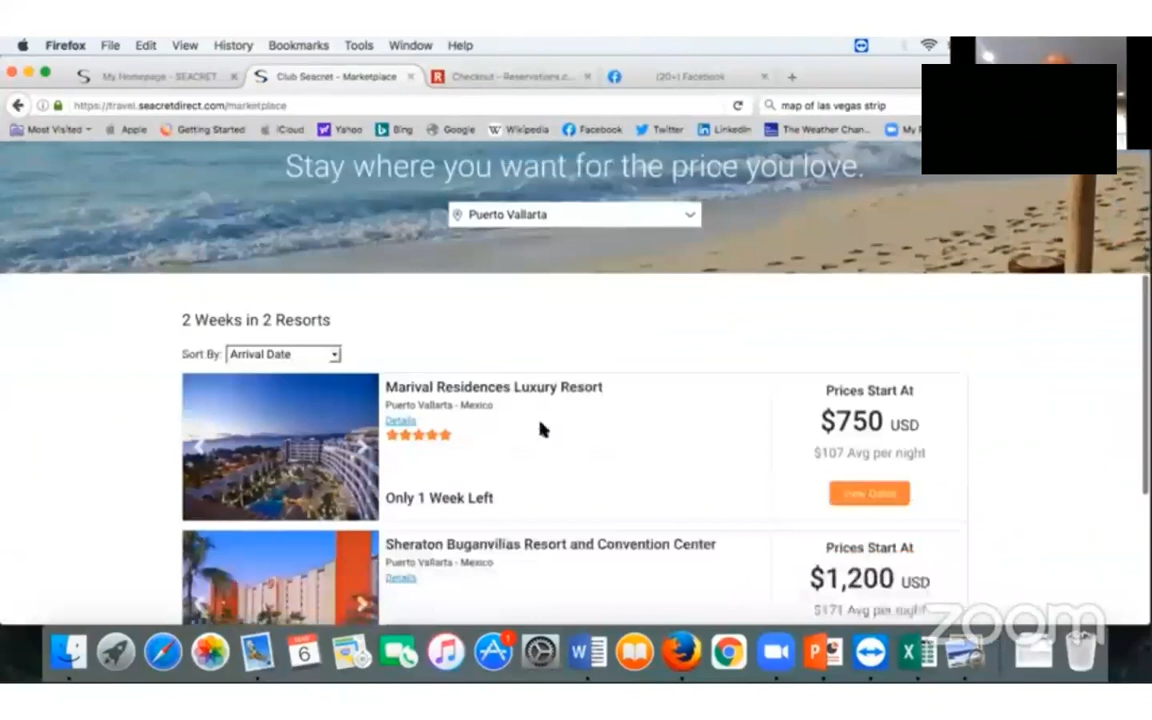 Firefox File Edit View History Bookmarks Tools Window Help
My Homepage - SEACRET Club Seacret - Marketplace Checkout - Reservations.c... (20+) Facebook
https://travel.seacretdirect.com/marketplace map of las vegas strip
Most Visited Apple Getting Started iCloud Yahoo Bing Google Wikipedia Facebook Twitter LinkedIn The Weather Chan...
Stay where you want for the price you love.
Puerto Vallarta
2 Weeks in 2 Resorts
Sort By: Arrival Date
Marival Residences Luxury Resort
Puerto Vallarta - Mexico
Details
Only 1 Week Left
Prices Start At
$750 USD
$107 Avg per night
View Dates
Sheraton Buganvilias Resort and Convention Center
Puerto Vallarta - Mexico
Details
Prices Start At
$1,200 USD
$171 Avg per night
zoom
6